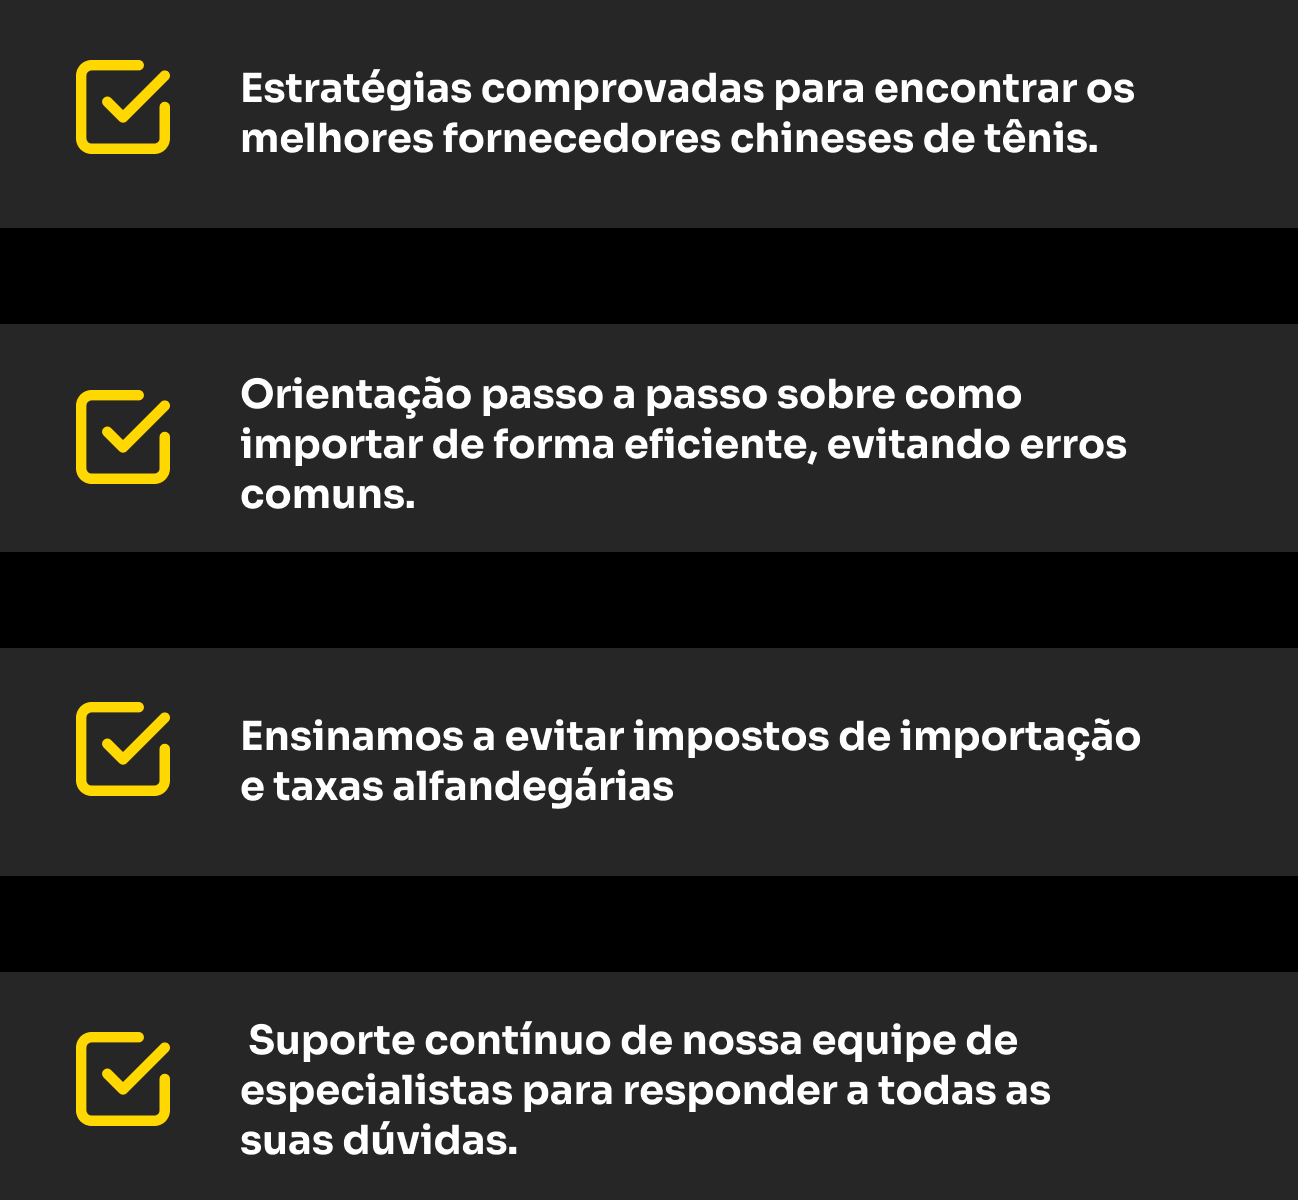 Estratégias comprovadas para encontrar os
melhores fornecedores chineses de tênis.
Orientação passo a passo sobre como
importar de forma eficiente, evitando erros
comuns.
Ensinamos a evitar impostos de importação
e taxas alfandegárias
Suporte contínuo de nossa equipe de
especialistas para responder a todas as
suas dúvidas.